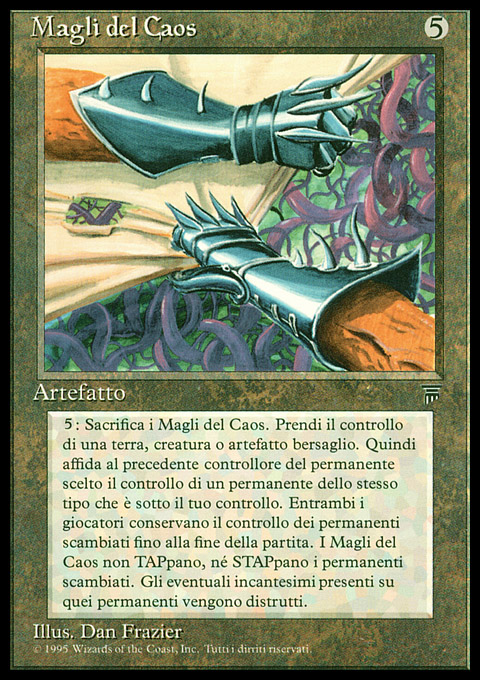 Magli del Caos 5
Artefatto
5: Sacrifica i Magli del Caos. Prendi il controllo
di una terra, creatura o artefatto bersaglio. Quindi
affida al precedente controllore del permanente
scelto il controllo di un permanente dello stesso
tipo che è sotto il tuo controllo. Entrambi i
giocatori conservano il controllo dei permanenti
scambiati fino alla fine della partita. I Magli del
Caos non TAPpano, né STAPpano i permanenti
scambiati. Gli eventuali incantesimi presenti su
quei permanenti vengono distrutti.
Illus. Dan Frazier
© 1995 Wizards of the Coast, Inc. Tutti i diritti riservati.